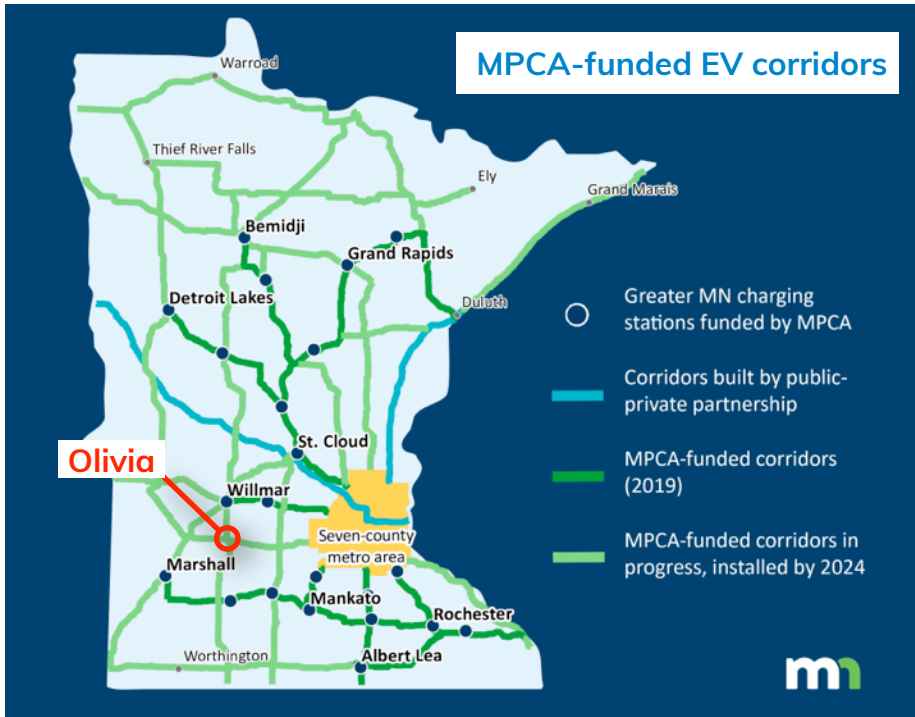 MPCA-funded EV corridors
Warroad
Thief River Falls
Ely
Grand Marais
Bemidji
Grand Rapids
Detroit Lakes
Duluth
Greater MN charging
stations funded by MPCA
Corridors built by public-
private partnership
St. Cloud
Olivia
MPCA-funded corridors
(2019)
Willmar
Seven-county
metro area
MPCA-funded corridors in
progress, installed by 2024
Marshall
Mankato
Rochester
Worthington
Albert Lea
mn